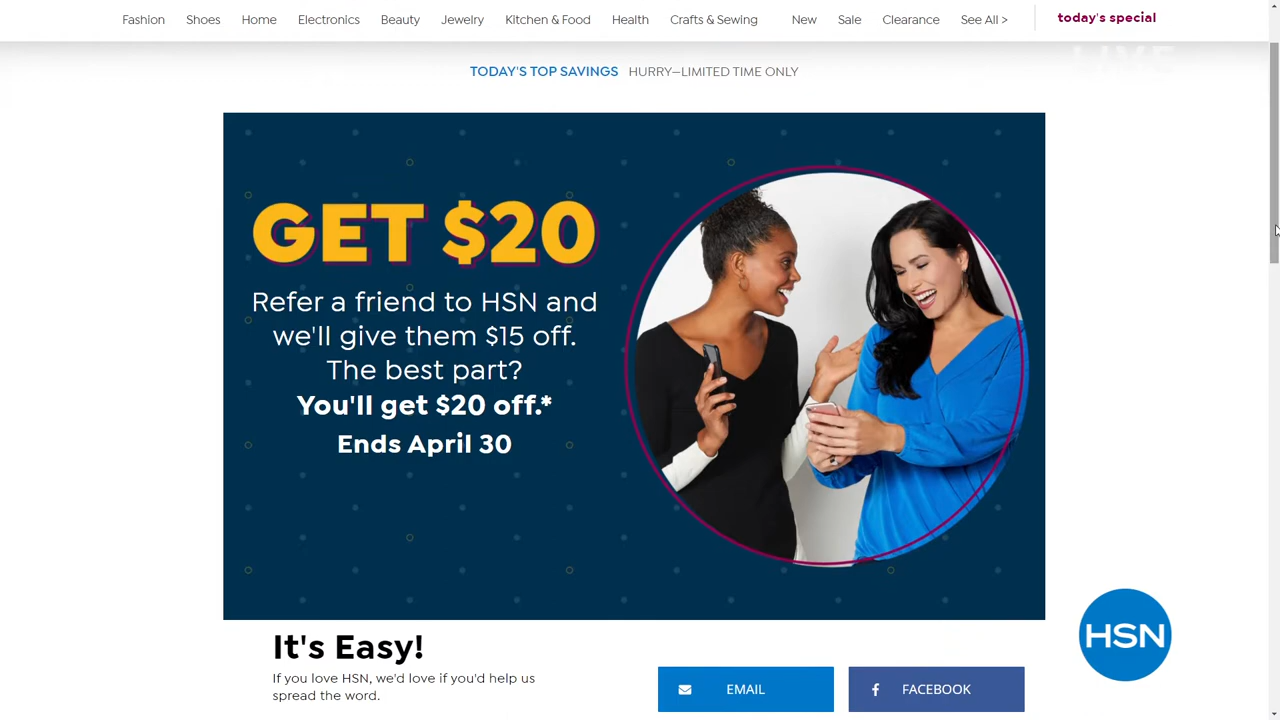 Fashion Shoes Home Electronics Beauty Jewelry Kitchen & Food Health Crafts & Sewing New Sale Clearance See All > today's special
LIVE
TODAY'S TOP SAVINGS HURRY—LIMITED TIME ONLY
GET $20
Refer a friend to HSN and
we'll give them $15 off.
The best part?
You'll get $20 off.*
Ends April 30
It's Easy!
If you love HSN, we'd love if you'd help us
spread the word.
EMAIL
FACEBOOK
HSN